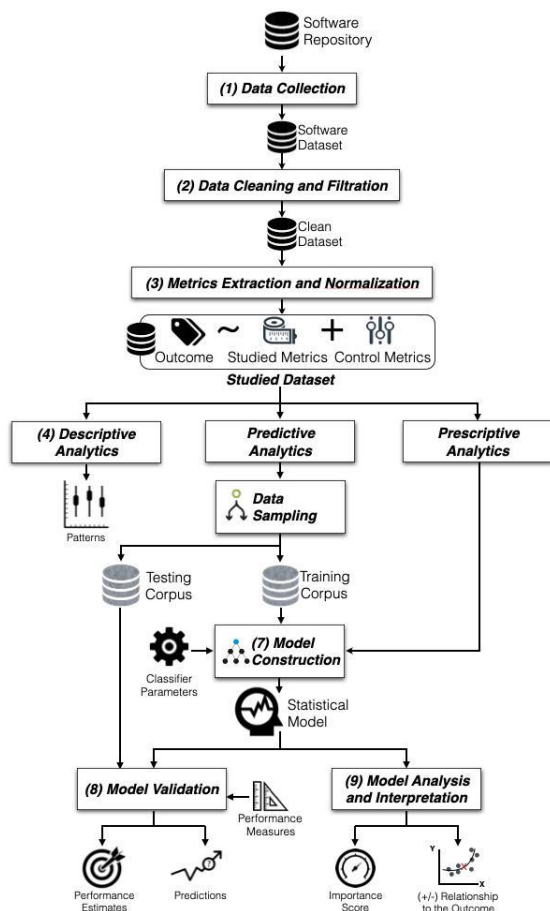 Software
Repository
(1) Data Collection
Software
Dataset
(2) Data Cleaning and Filtration
Clean
Dataset
(3) Metrics Extraction and Normalization
Outcome ~ Studied Metrics + Control Metrics
Studied Dataset
(4) Descriptive
Analytics
Predictive
Analytics
Prescriptive
Analytics
Patterns
Data
Sampling
Testing
Corpus
Training
Corpus
(7) Model
Construction
Classifier
Parameters
Statistical
Model
(8) Model Validation
Performance
Measures
(9) Model Analysis
and Interpretation
Performance
Estimates
Predictions
Importance
Score
Y
X
(+/-) Relationship
to the Outcome